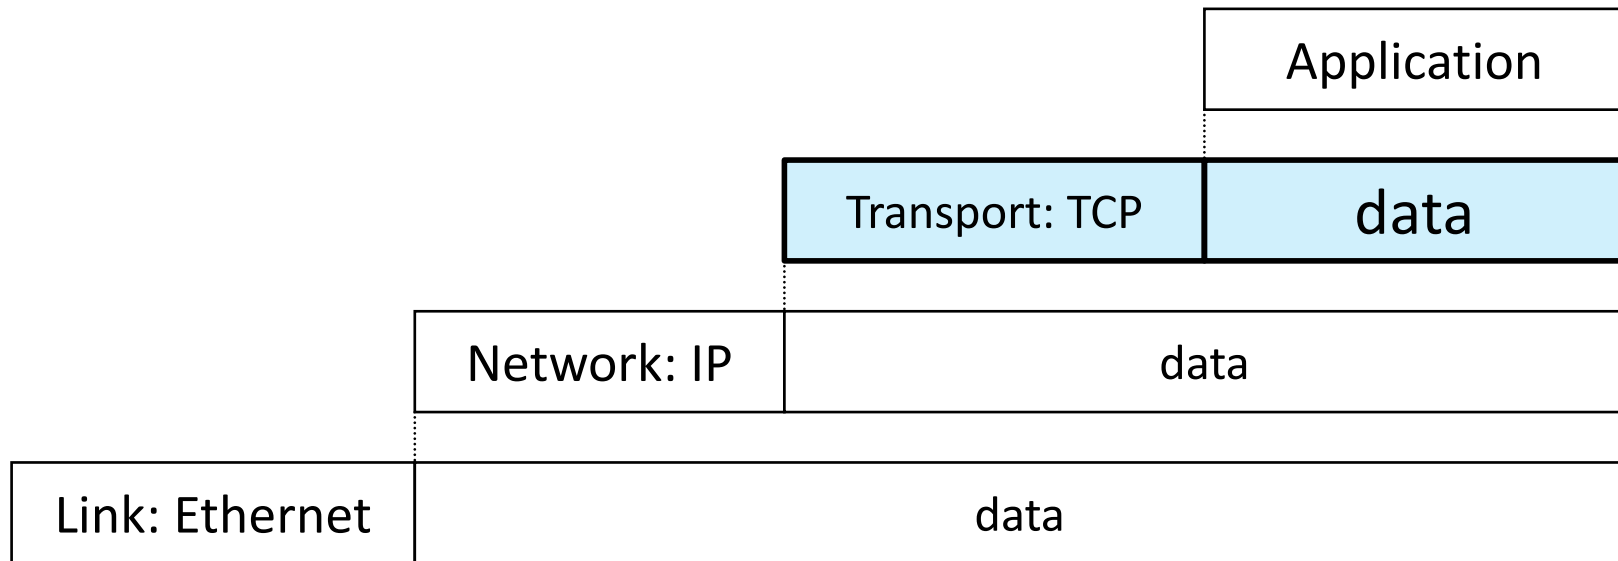 Application
Transport: TCP data
Network: IP data
Link: Ethernet data